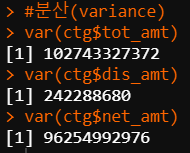 > #분산(variance)
> var(ctg$tot_amt)
[1] 102743327372
> var(ctg$dis_amt)
[1] 242288680
> var(ctg$net_amt)
[1] 96254992976